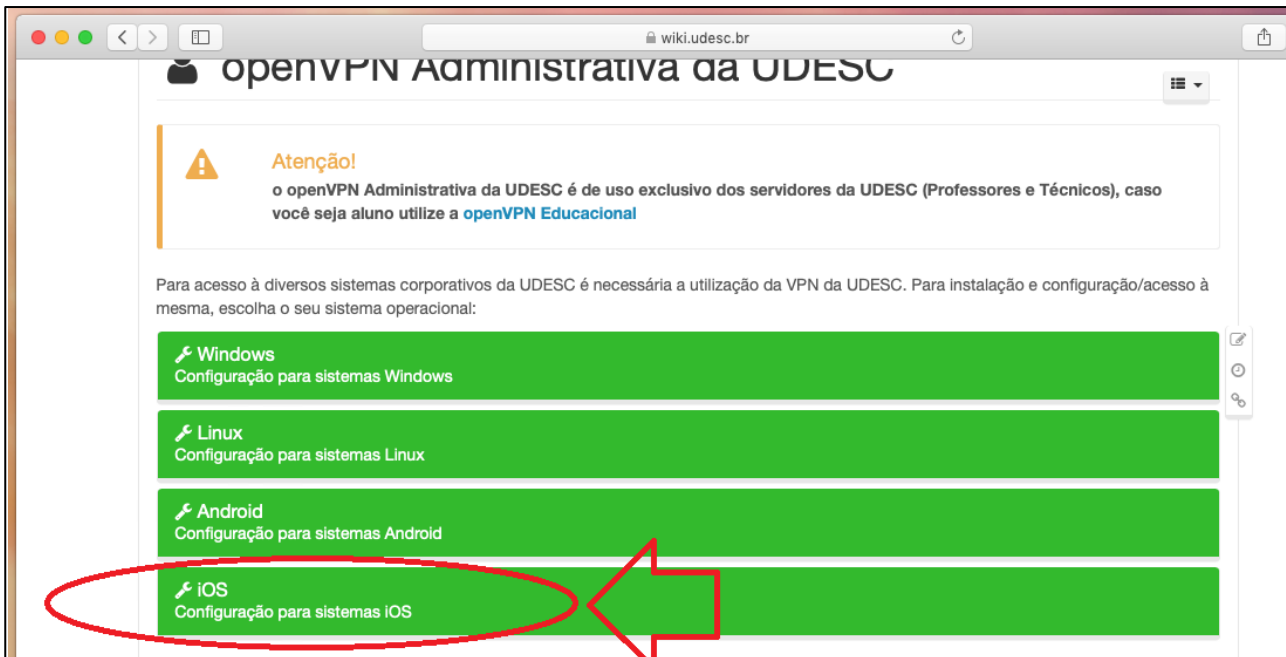 wiki.udesc.br
openVPN Administrativa da UDESC
Atenção!
o openVPN Administrativa da UDESC é de uso exclusivo dos servidores da UDESC (Professores e Técnicos), caso
você seja aluno utilize a openVPN Educacional
Para acesso à diversos sistemas corporativos da UDESC é necessária a utilização da VPN da UDESC. Para instalação e configuração/acesso à
mesma, escolha o seu sistema operacional:
Windows
Configuração para sistemas Windows
Linux
Configuração para sistemas Linux
Android
Configuração para sistemas Android
iOS
Configuração para sistemas iOS